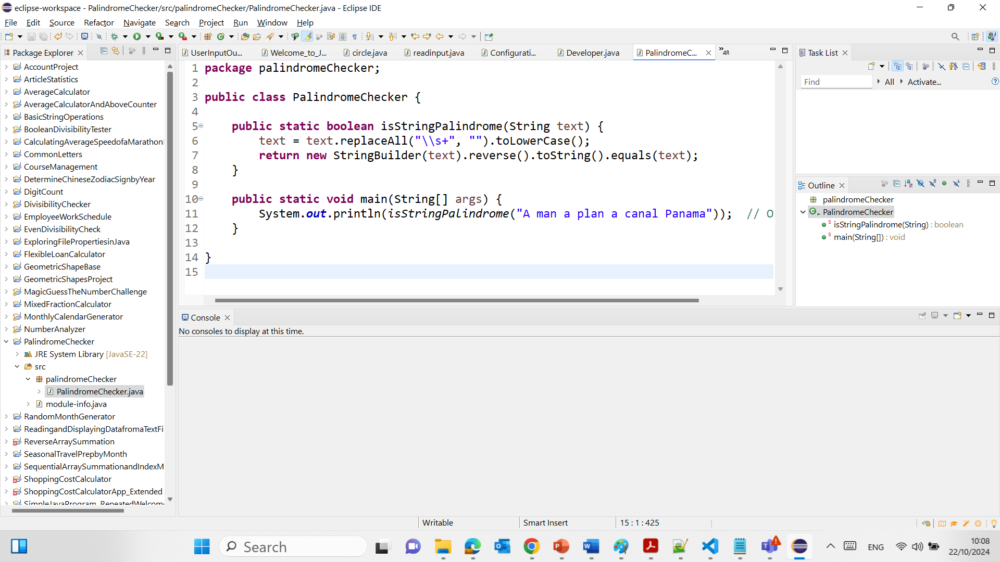 eclipse-workspace - PalindromeChecker/src/palindromeChecker/PalindromeChecker.java - Eclipse IDE
File Edit Source Refactor Navigate Search Project Run Window Help
Package Explorer
AccountProject
ArticleStatistics
AverageCalculator
AverageCalculatorAndAboveCounter
BasicStringOperations
BooleanDivisibilityTester
CalculatingAverageSpeedofaMarathon
CommonLetters
CourseManagement
DetermineChineseZodiacSignbyYear
DigitCount
DivisibilityChecker
EmployeeWorkSchedule
EvenDivisibilityCheck
ExploringFilePropertiesinJava
FlexibleLoanCalculator
GeometricShapeBase
GeometricShapesProject
MagicGuessTheNumberChallenge
MixedFractionCalculator
MonthlyCalendarGenerator
NumberAnalyzer
PalindromeChecker
JRE System Library [JavaSE-22]
src
palindromeChecker
PalindromeChecker.java
module-info.java
RandomMonthGenerator
ReadingandDisplayingDatafromaTextFi
ReverseArraySummation
SeasonalTravelPrepbyMonth
SequentialArraySummationandIndexM
ShoppingCostCalculator
ShoppingCostCalculatorApp_Extended
SimpleJavaProgram_RepeatedWelcome
UserInputOu... Welcome_to_J... circle.java readinput.java Configurati... Developer.java PalindromeC... »48
1 package palindromeChecker;
2
3 public class PalindromeChecker {
4
5 public static boolean isStringPalindrome(String text) {
6 text = text.replaceAll("\\s+", "").toLowerCase();
7 return new StringBuilder(text).reverse().toString().equals(text);
8 }
9
10 public static void main(String[] args) {
11 System.out.println(isStringPalindrome("A man a plan a canal Panama")); // O
12 }
13
14 }
15
Console
No consoles to display at this time.
Task List
Find All Activate...
Outline
palindromeChecker
PalindromeChecker
isStringPalindrome(String) : boolean
main(String[]) : void
Writable Smart Insert 15 : 1 : 425
Search
ENG
10:08
22/10/2024